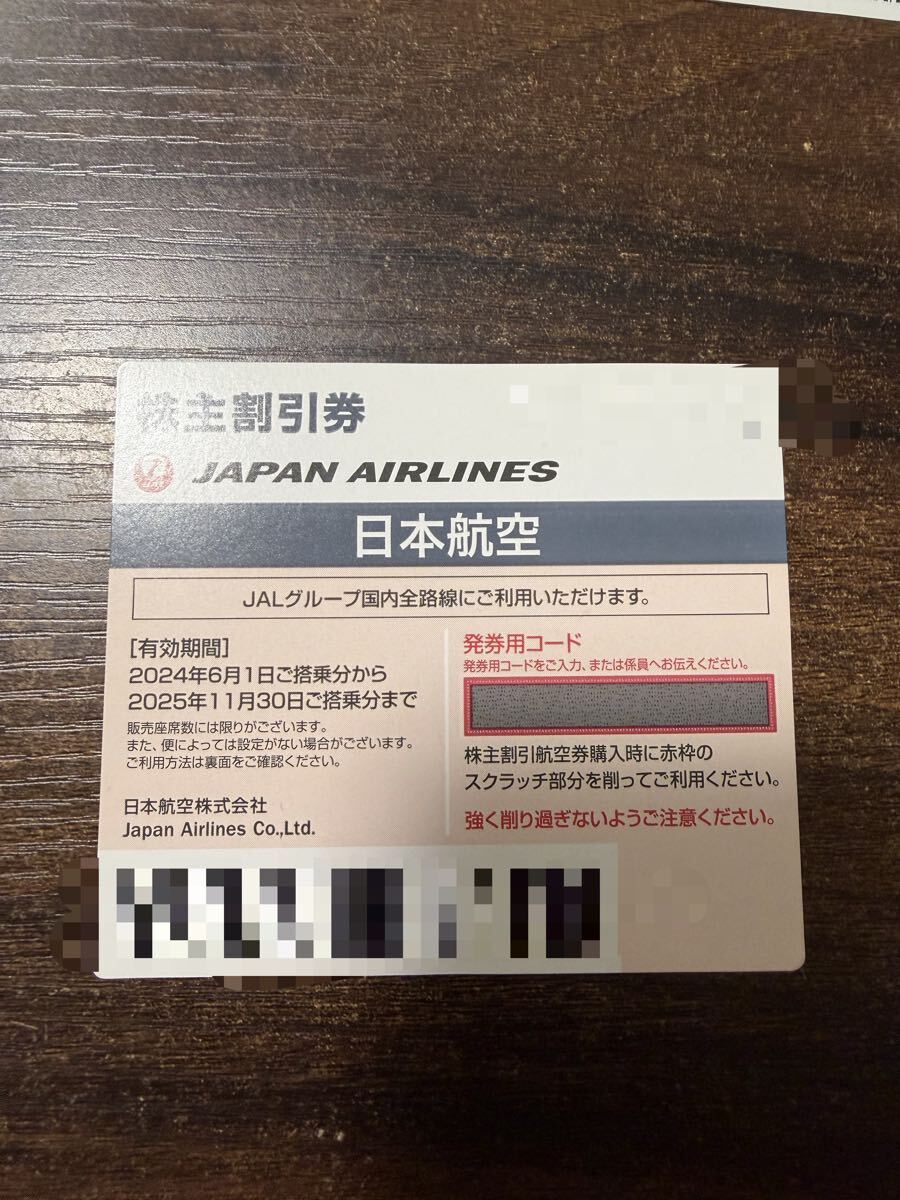 株主割引券
JAL JAPAN AIRLINES
日本航空
JALグループ国内全路線にご利用いただけます。
[有効期間]
2024年6月1日ご搭乗分から
2025年11月30日ご搭乗分まで
販売座席数には限りがございます。
また、便によっては設定がない場合がございます。
ご利用方法は裏面をご確認ください。
日本航空株式会社
Japan Airlines Co.,Ltd.
発券用コード
発券用コードをご入力、または係員へお伝えください。
株主割引航空券購入時に赤枠の
スクラッチ部分を削ってご利用ください。
強く削り過ぎないようご注意ください。